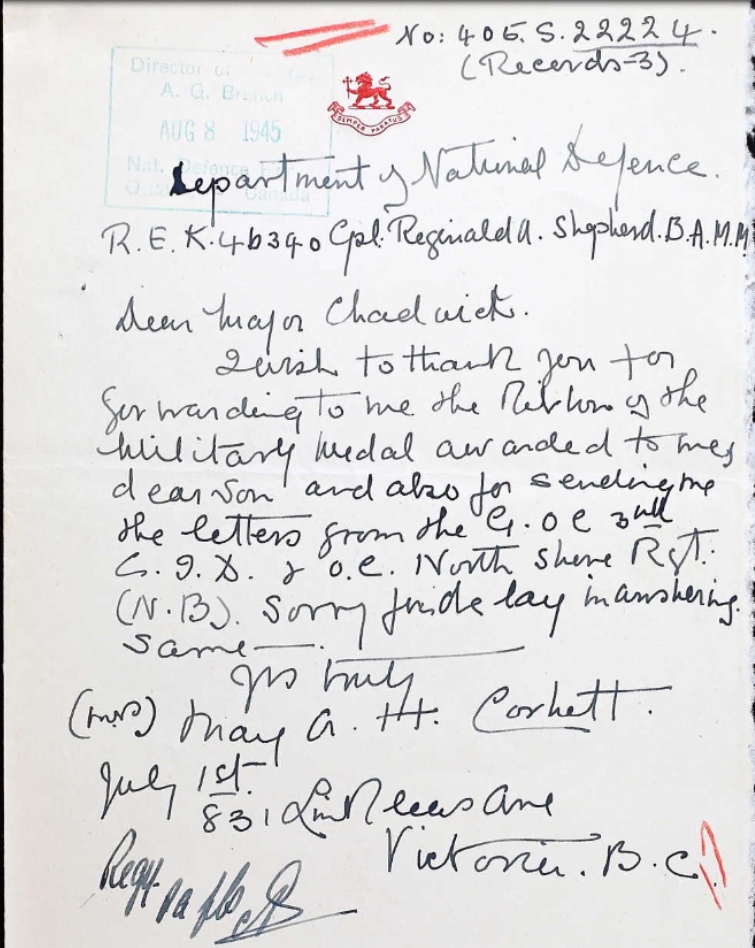 No: 405.S.22224.
(Records-3).
Director of
A. G. Branch
AUG 8 1945
Nat. Defence
Canada
SEMPER PARATUS
Department of National Defence.
R.E. K.46340 Cpl. Reginald A. Shepherd. B.A. M.M
Dear Major Chadwick.
I wish to thank you for
forwarding to me the Ribbon of the
Military Medal awarded to my
dear son and also for sending me
the letters from the G.O C 3rd
C. I. D. & O.C. North Shore Rgt.
(N.B). Sorry for delay in answering
same —.
Yrs truly
(Mrs) May A. H. Corbett.
July 1st.
831 Ave
Victoria. B.C.